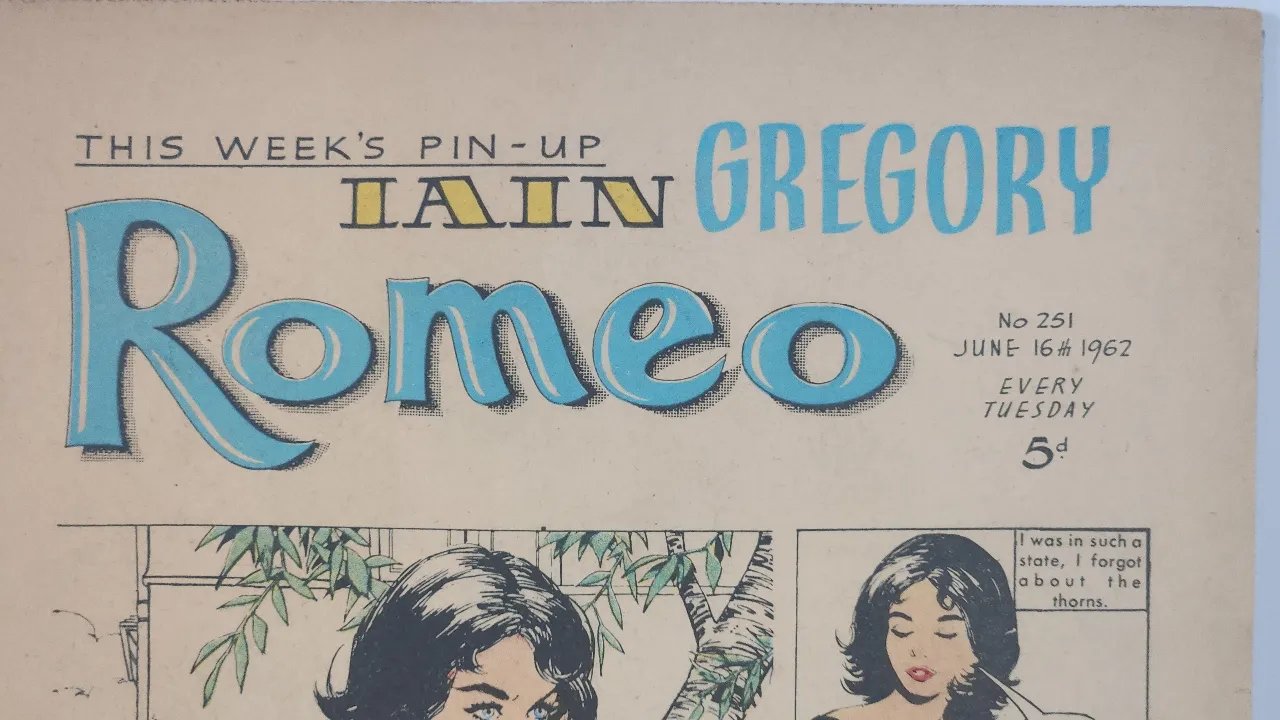 THIS WEEK'S PIN-UP
IAIN GREGORY
Romeo
No 251
JUNE 16th 1962
EVERY
TUESDAY
5d
I was in such a
state, I forgot
about the
thorns.